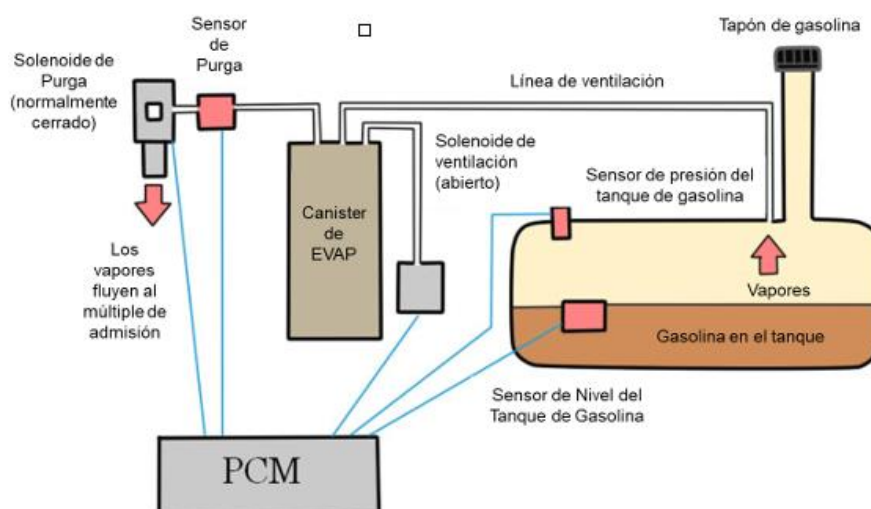 Sensor
de
Purga
Tapón de gasolina
Solenoide de
Purga
(normalmente
cerrado)
Línea de ventilación
Solenoide de
ventilación
(abierto)
Sensor de presión del
tanque de gasolina
Canister
de
EVAP
Los
vapores
fluyen al
múltiple de
admisión
Vapores
Gasolina en el tanque
Sensor de Nivel del
Tanque de Gasolina
PCM